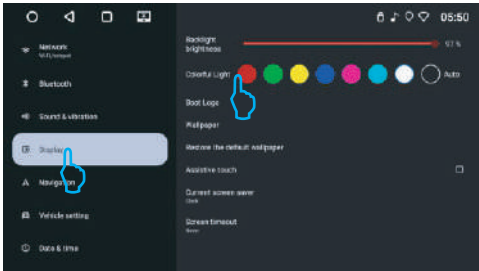 05:50
Network
Wi-Fi,hotspot
Bluetooth
Sound & vibration
Display
Navigation
Vehicle setting
Date & time
Backlight
brightness
97 %
Colorful Light
Auto
Boot Logo
Wallpaper
Restore the default wallpaper
Assistive touch
Current screen saver
Clock
Screen timeout
Never